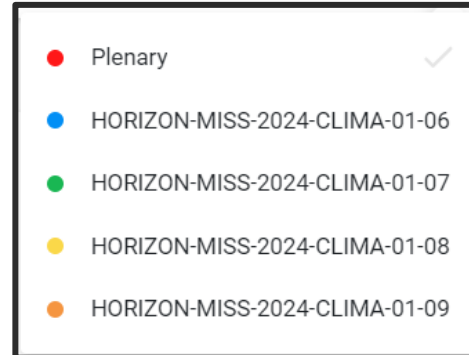 Plenary
HORIZON-MISS-2024-CLIMA-01-06
HORIZON-MISS-2024-CLIMA-01-07
HORIZON-MISS-2024-CLIMA-01-08
HORIZON-MISS-2024-CLIMA-01-09